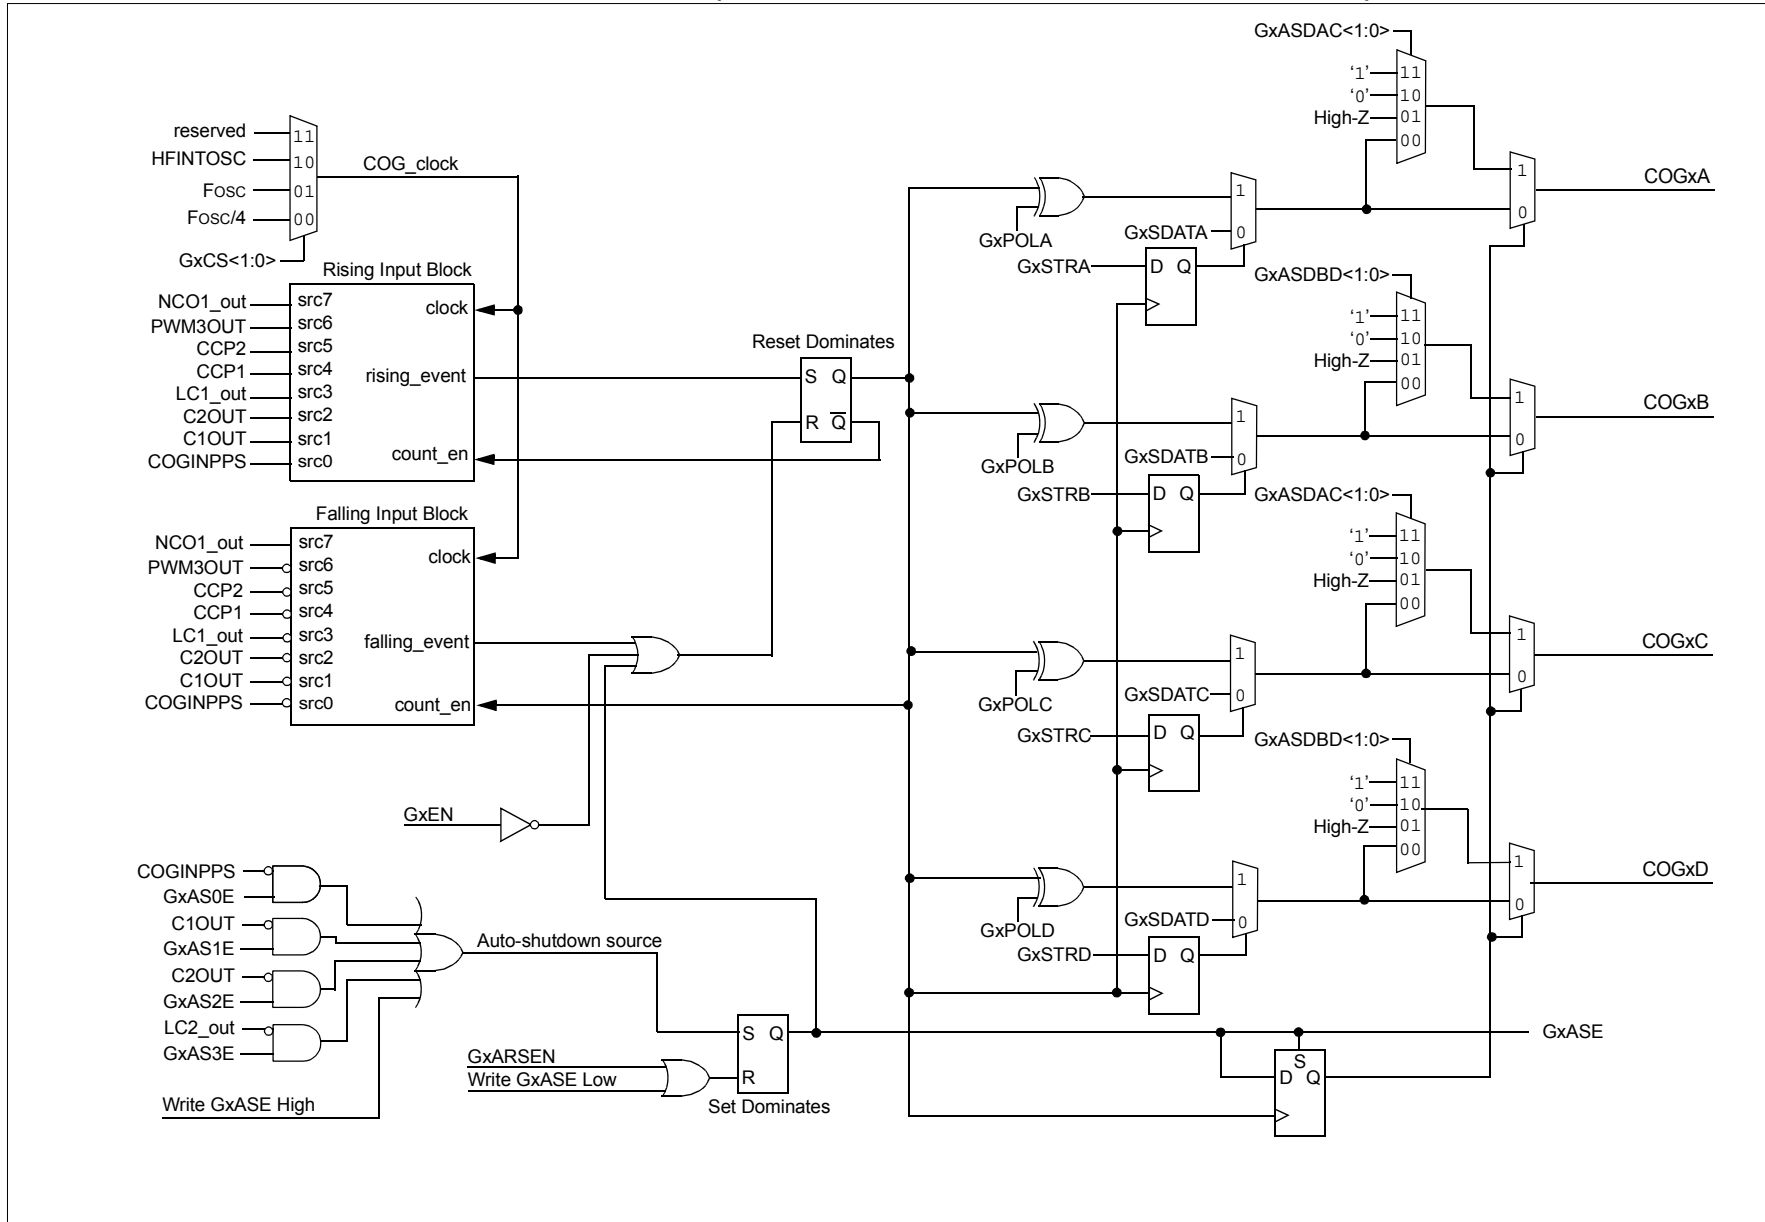 GxASDAC<1:0>
'1'
11
'0'
10
High-Z
01
00
reserved
11
HFINTOSC
10
COG_clock
Fosc
01
Fosc/4
00
GxCS<1:0>
1
0
COGxA
GxPOLA
GxSDATA
1
0
GxSTRA
D Q
Rising Input Block
NCO1_out
src7
clock
PWM3OUT
src6
CCP2
src5
CCP1
src4
rising_event
LC1_out
src3
C2OUT
src2
C1OUT
src1
count_en
COGINPPS
src0
Reset Dominates
S Q
R Q
GxASDBD<1:0>
'1'
11
'0'
10
High-Z
01
00
1
0
COGxB
GxPOLB
GxSDATB
1
0
GxSTRB
D Q
Falling Input Block
NCO1_out
src7
clock
PWM3OUT
src6
CCP2
src5
CCP1
src4
LC1_out
src3
falling_event
C2OUT
src2
C1OUT
src1
COGINPPS
src0
count_en
GxASDAC<1:0>
'1'
11
'0'
10
High-Z
01
00
1
0
COGxC
GxPOLC
GxSDATC
1
0
GxSTRC
D Q
GxEN
GxASDBD<1:0>
'1'
11
'0'
10
High-Z
01
00
1
0
COGxD
GxPOLD
GxSDATD
1
0
GxSTRD
D Q
COGINPPS
GxAS0E
C1OUT
GxAS1E
C2OUT
GxAS2E
LC2_out
GxAS3E
Auto-shutdown source
Write GxASE High
GxARSEN
Write GxASE Low
S Q
R
Set Dominates
GxASE
S
D Q